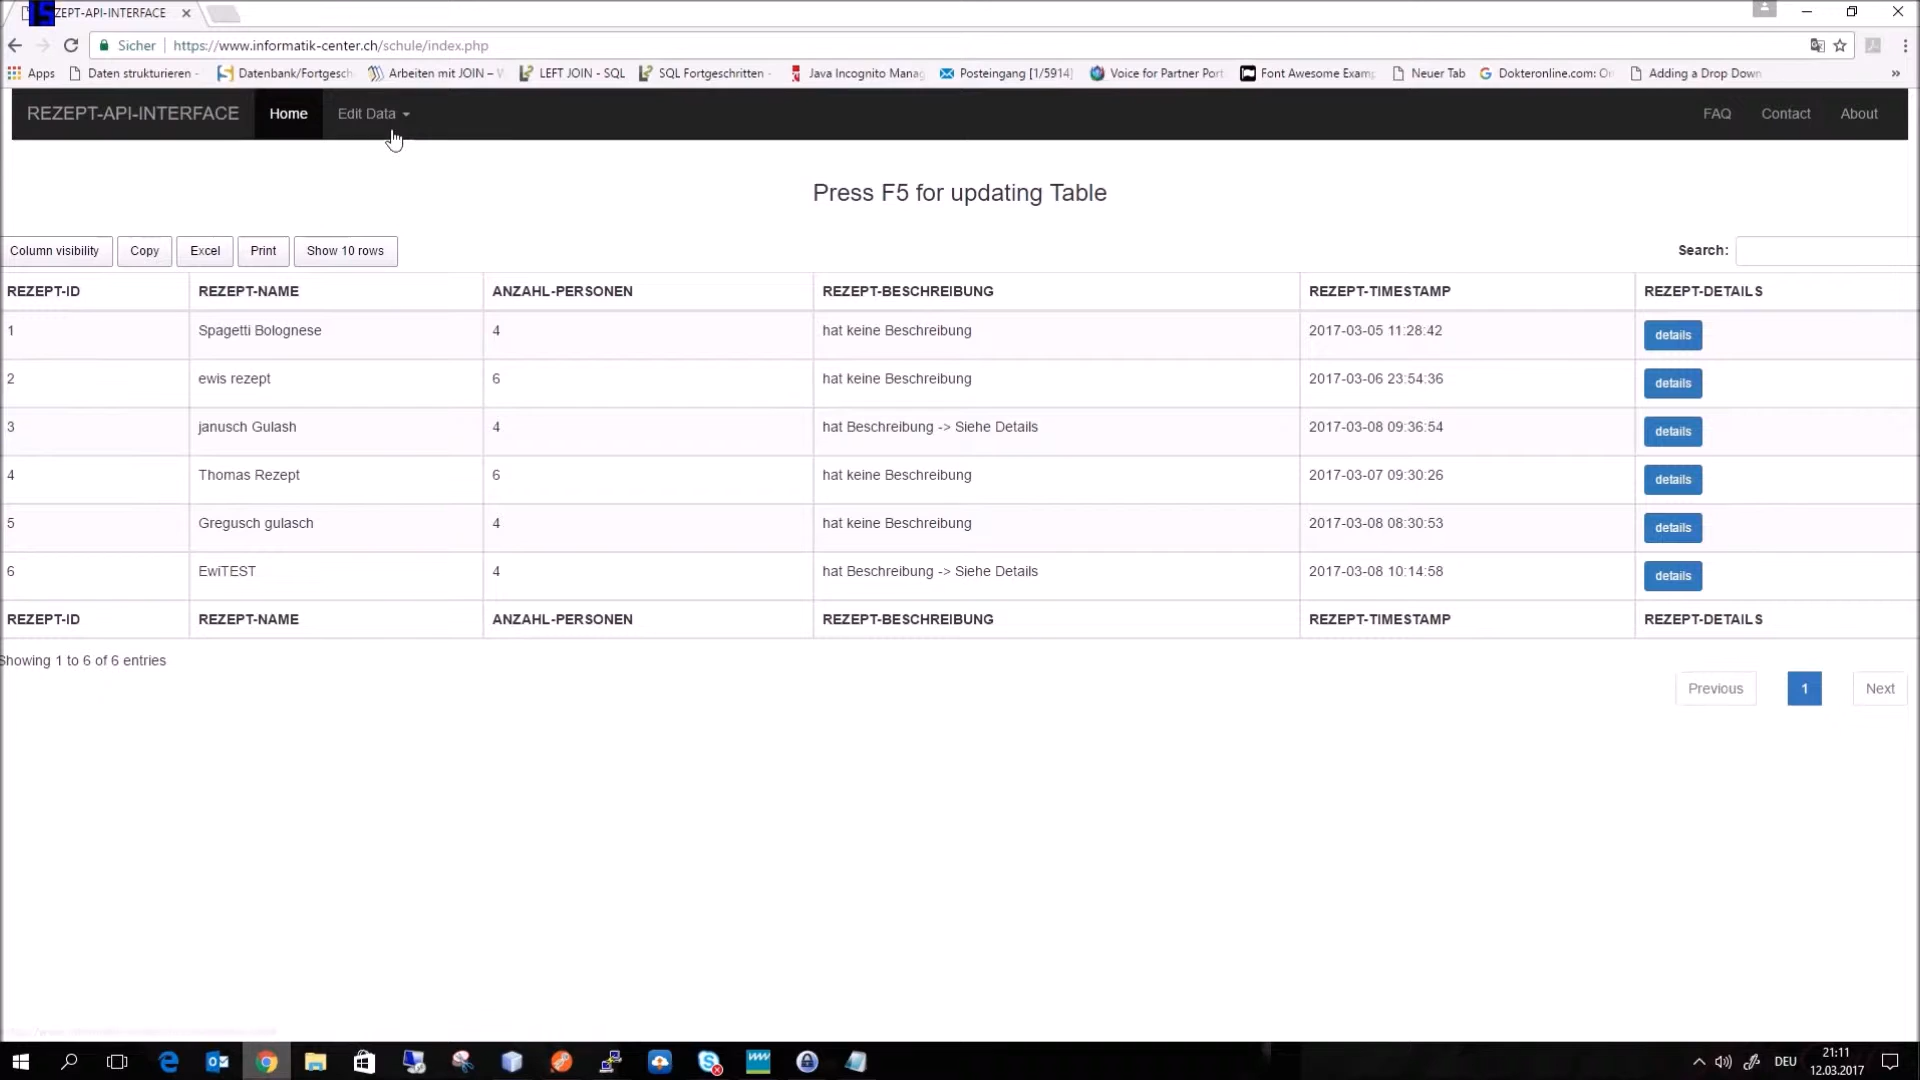 ZEPT-API-INTERFACE
Sicher https://www.informatik-center.ch/schule/index.php
Apps Daten strukturieren - Datenbank/Fortgesch Arbeiten mit JOIN – LEFT JOIN - SQL SQL Fortgeschritten - Java Incognito Mana Posteingang [1/5914] Voice for Partner Port Font Awesome Examp Neuer Tab Dokteronline.com: Or Adding a Drop Down »
REZEPT-API-INTERFACE Home Edit Data FAQ Contact About
Press F5 for updating Table
Column visibility Copy Excel Print Show 10 rows Search:
REZEPT-ID REZEPT-NAME ANZAHL-PERSONEN REZEPT-BESCHREIBUNG REZEPT-TIMESTAMP REZEPT-DETAILS
1 Spagetti Bolognese 4 hat keine Beschreibung 2017-03-05 11:28:42 details
2 ewis rezept 6 hat keine Beschreibung 2017-03-06 23:54:36 details
3 janusch Gulash 4 hat Beschreibung -> Siehe Details 2017-03-08 09:36:54 details
4 Thomas Rezept 6 hat keine Beschreibung 2017-03-07 09:30:26 details
5 Gregusch gulasch 4 hat keine Beschreibung 2017-03-08 08:30:53 details
6 EwiTEST 4 hat Beschreibung -> Siehe Details 2017-03-08 10:14:58 details
REZEPT-ID REZEPT-NAME ANZAHL-PERSONEN REZEPT-BESCHREIBUNG REZEPT-TIMESTAMP REZEPT-DETAILS
Showing 1 to 6 of 6 entries
Previous 1 Next
DEU 21:11
12.03.2017